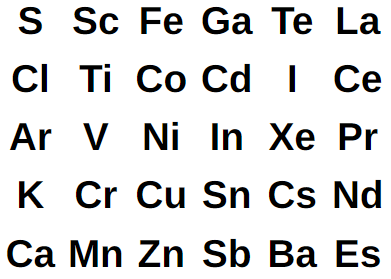 S Sc Fe Ga Te La
Cl Ti Co Cd I Ce
Ar V Ni In Xe Pr
K Cr Cu Sn Cs Nd
Ca Mn Zn Sb Ba Es